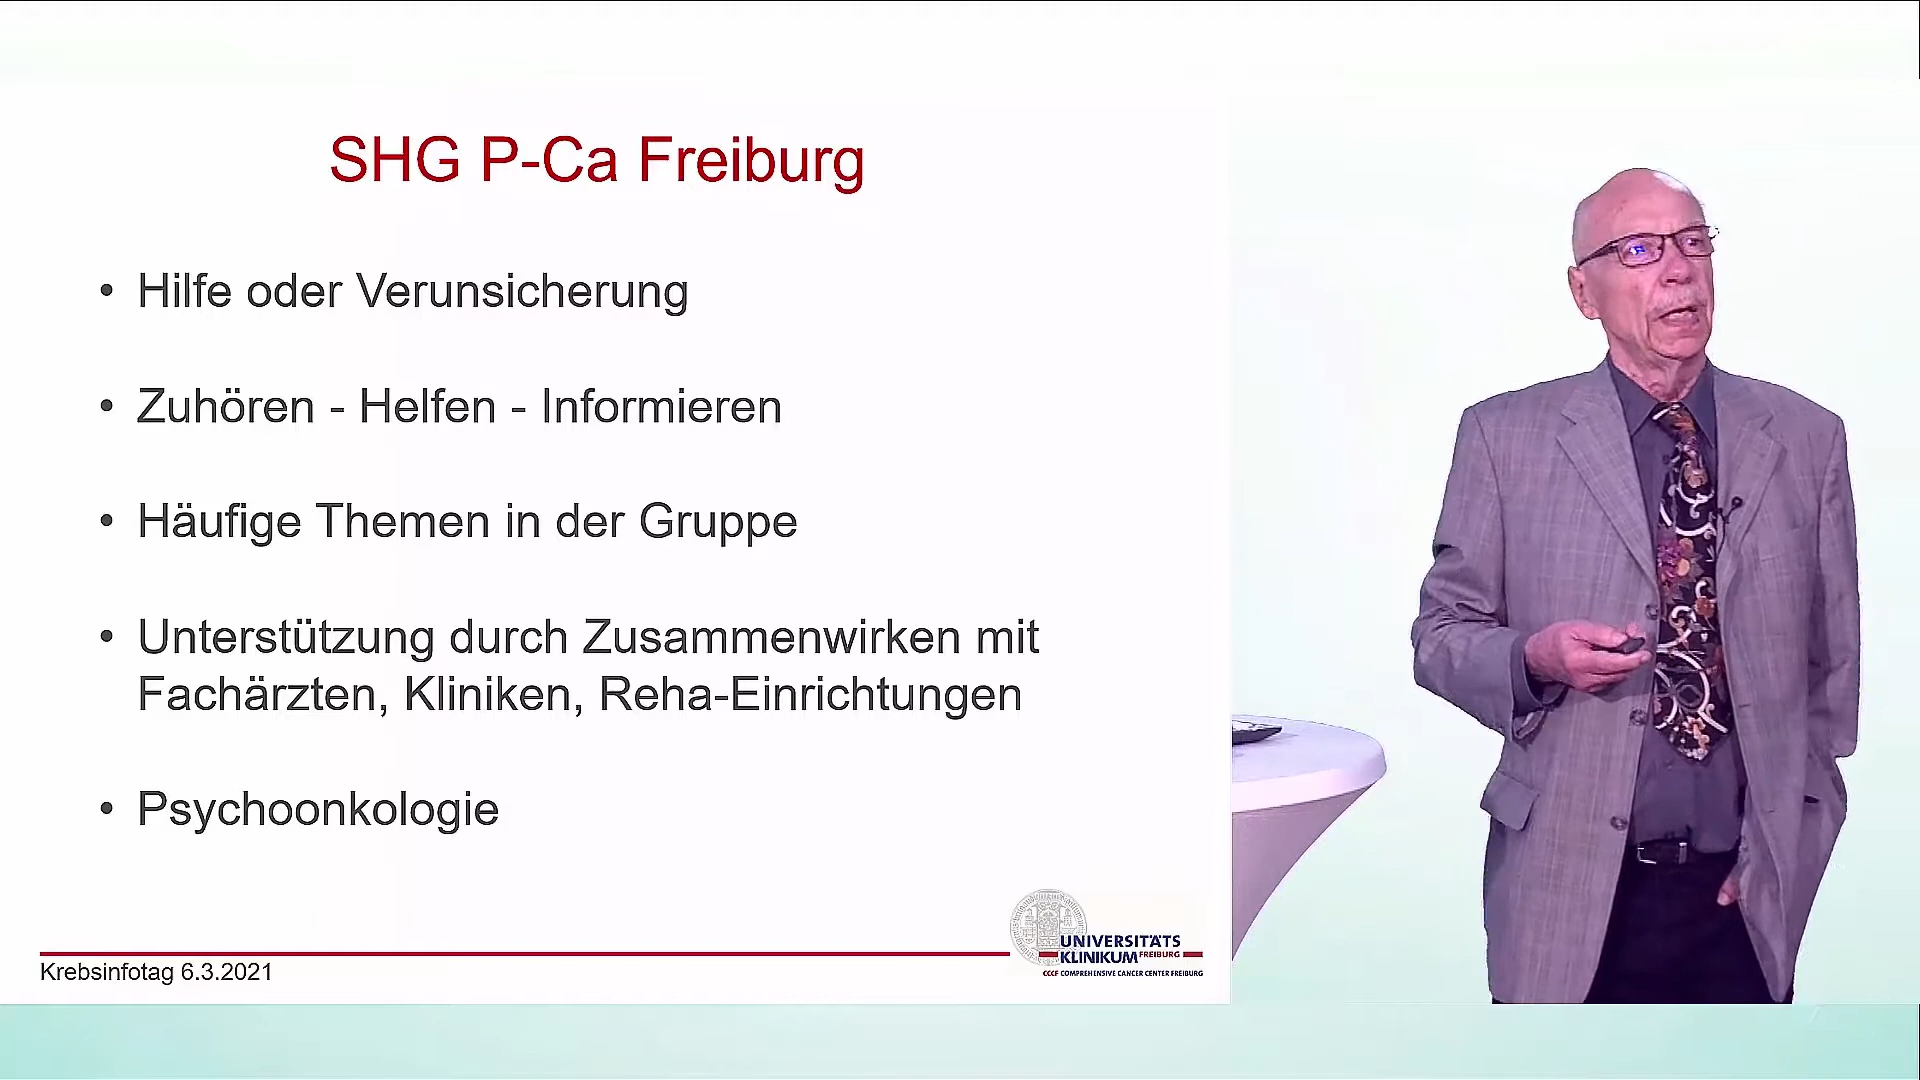 SHG P-Ca Freiburg
• Hilfe oder Verunsicherung
• Zuhören - Helfen - Informieren
• Häufige Themen in der Gruppe
• Unterstützung durch Zusammenwirken mit
Fachärzten, Kliniken, Reha-Einrichtungen
• Psychoonkologie
Krebsinfotag 6.3.2021
UNIVERSITÄTS
KLINIKUM FREIBURG
CCCF COMPREHENSIVE CANCER CENTER FREIBURG